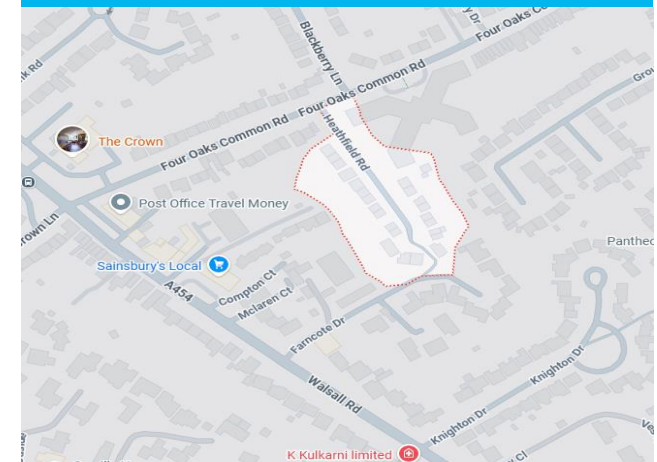 Blackberry Ln
Four Oaks Co
Four Oaks Common Rd
Heathfield Rd
The Crown
Four Oaks Common Rd
Post Office Travel Money
Sainsbury's Local
A454
Compton Ct
Mclaren Ct
Farncote Dr
Walsall Rd
Knighton Dr
Knighton Dr
K Kulkarni limited